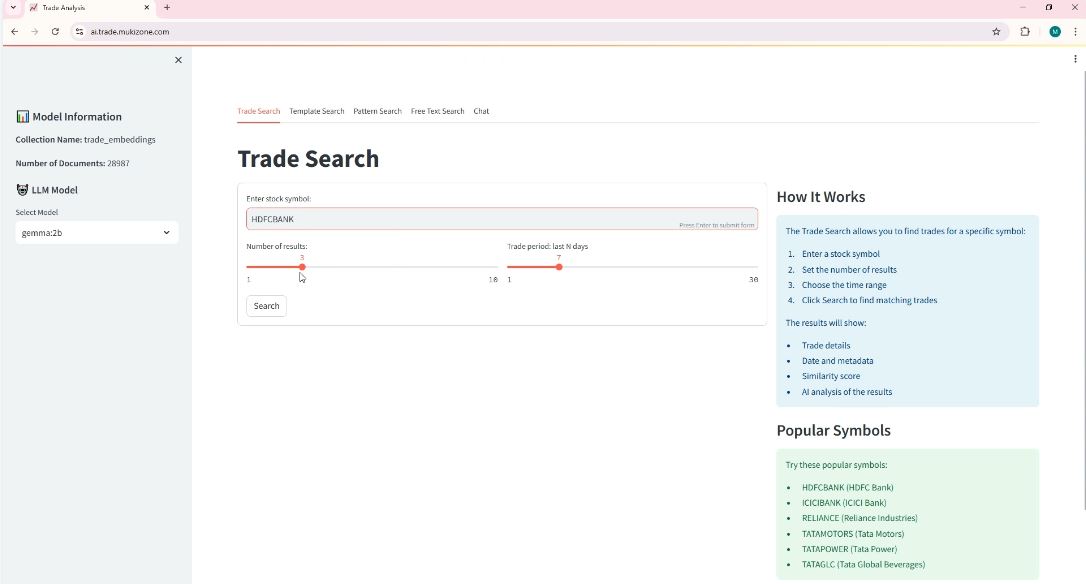 Trade Analysis
ai.trade.mukizone.com
M
Model Information
Collection Name: trade_embeddings
Number of Documents: 28987
LLM Model
Select Model
gemma:2b
Trade Search Template Search Pattern Search Free Text Search Chat
Trade Search
Enter stock symbol:
HDFCBANK
Press Enter to submit form
Number of results:
3
1 10
Trade period: last N days
7
1 30
Search
How It Works
The Trade Search allows you to find trades for a specific symbol:
1. Enter a stock symbol
2. Set the number of results
3. Choose the time range
4. Click Search to find matching trades
The results will show:
• Trade details
• Date and metadata
• Similarity score
• AI analysis of the results
Popular Symbols
Try these popular symbols:
• HDFCBANK (HDFC Bank)
• ICICIBANK (ICICI Bank)
• RELIANCE (Reliance Industries)
• TATAMOTORS (Tata Motors)
• TATAPOWER (Tata Power)
• TATAGLC (Tata Global Beverages)